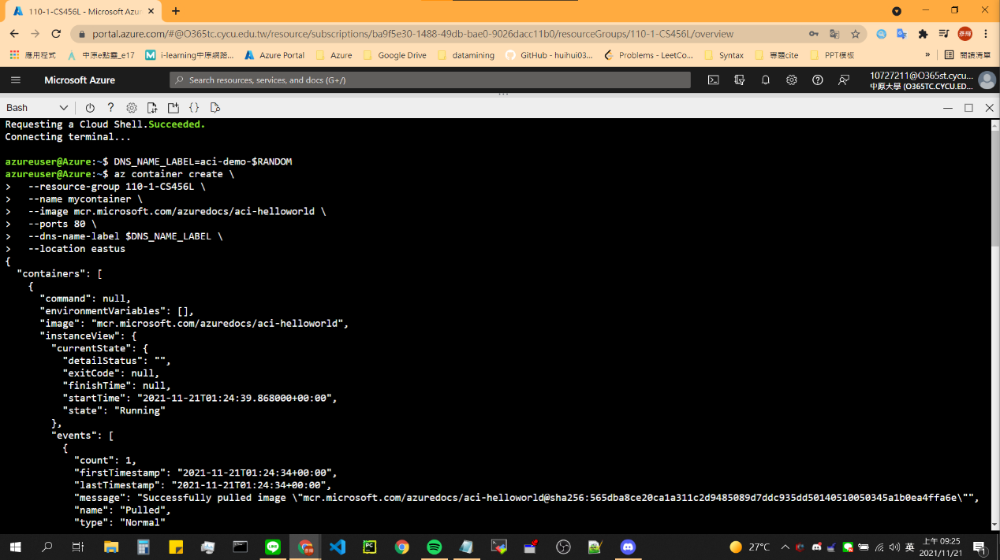 110-1-CS456L - Microsoft Azur
portal.azure.com/#@O365tc.cycu.edu.tw/resource/subscriptions/ba9f5e30-1488-49db-bae0-9026dacc11b0/resourceGroups/110-1-CS456L/overview
應用程式 中原e點靈_e17 i-learning中原網路... Azure Portal Azure Google Drive datamining GitHub - huihui03... Problems - LeetCo... Syntax 專題cite PPT模板 » 閱讀清單
Microsoft Azure Search resources, services, and docs (G+/) 10727211@O365st.cycu...
中原大學 (O365TC.CYCU.ED...
Bash
Requesting a Cloud Shell.Succeeded.
Connecting terminal...
azureuser@Azure:~$ DNS_NAME_LABEL=aci-demo-$RANDOM
azureuser@Azure:~$ az container create \
>   --resource-group 110-1-CS456L \
>   --name mycontainer \
>   --image mcr.microsoft.com/azuredocs/aci-helloworld \
>   --ports 80 \
>   --dns-name-label $DNS_NAME_LABEL \
>   --location eastus
{
  "containers": [
    {
      "command": null,
      "environmentVariables": [],
      "image": "mcr.microsoft.com/azuredocs/aci-helloworld",
      "instanceView": {
        "currentState": {
          "detailStatus": "",
          "exitCode": null,
          "finishTime": null,
          "startTime": "2021-11-21T01:24:39.868000+00:00",
          "state": "Running"
        },
        "events": [
          {
            "count": 1,
            "firstTimestamp": "2021-11-21T01:24:34+00:00",
            "lastTimestamp": "2021-11-21T01:24:34+00:00",
            "message": "Successfully pulled image \"mcr.microsoft.com/azuredocs/aci-helloworld@sha256:565dba8ce20ca1a311c2d9485089d7ddc935dd50140510050345a1b0ea4ffa6e\"",
            "name": "Pulled",
            "type": "Normal"
27°C 英 上午 09:25
2021/11/21 1